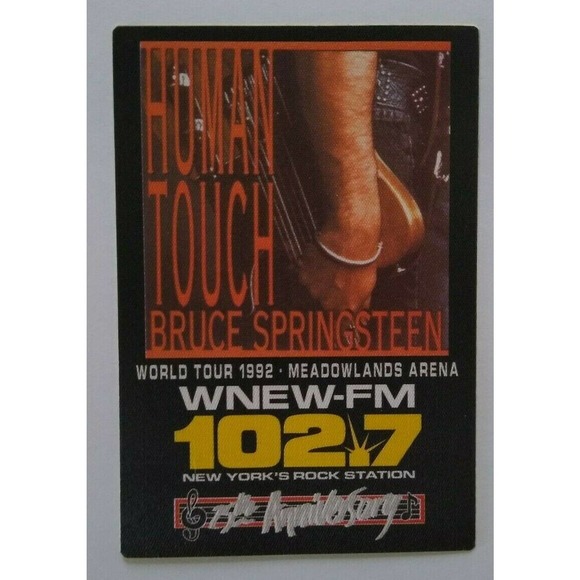 HUMAN
TOUCH
BRUCE SPRINGSTEEN
WORLD TOUR 1992 · MEADOWLANDS ARENA
WNEW-FM
102.7
NEW YORK'S ROCK STATION
25th Anniversary